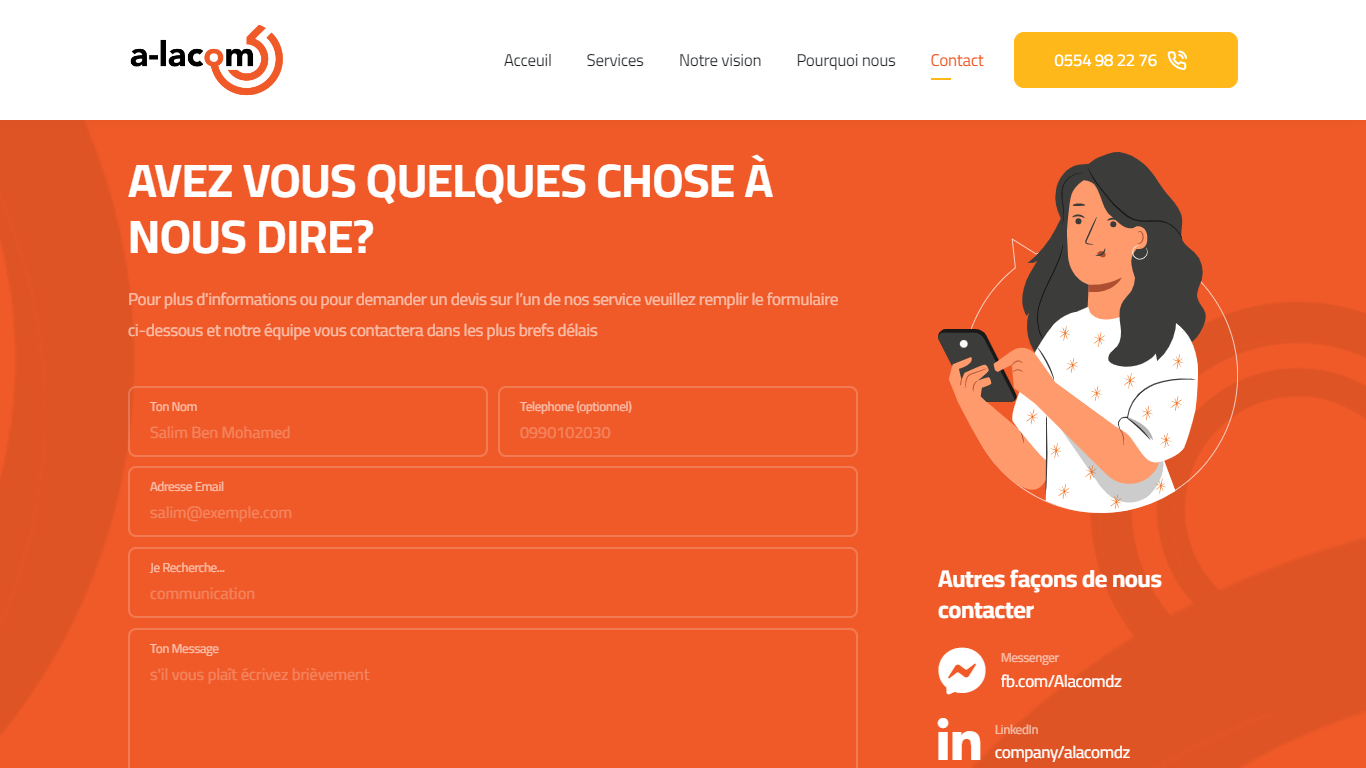 a-lacom
Acceuil
Services
Notre vision
Pourquoi nous
Contact
0554 98 22 76
AVEZ VOUS QUELQUES CHOSE À
NOUS DIRE?
Pour plus d'informations ou pour demander un devis sur l’un de nos service veuillez remplir le formulaire
ci-dessous et notre équipe vous contactera dans les plus brefs délais
Ton Nom
Salim Ben Mohamed
Telephone (optionnel)
0990102030
Adresse Email
salim@exemple.com
Je Recherche...
communication
Ton Message
s'il vous plaît écrivez brièvement
Autres façons de nous
contacter
Messenger
fb.com/Alacomdz
LinkedIn
company/alacomdz